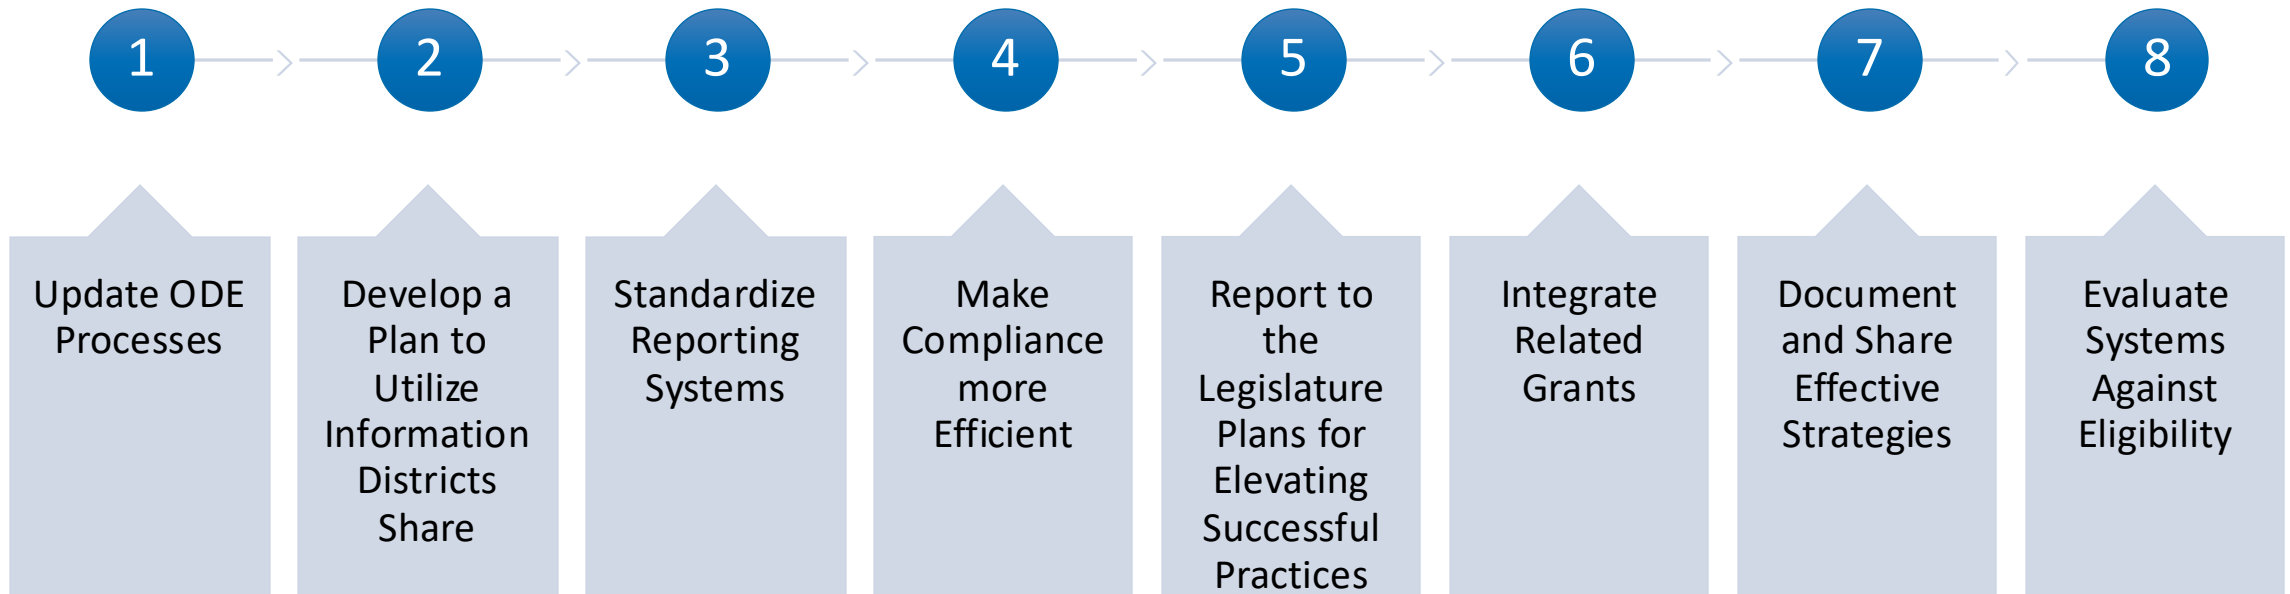 1
2
3
4
5
6
7
8
Update ODE
Processes
Develop a
Plan to
Utilize
Information
Districts
Share
Standardize
Reporting
Systems
Make
Compliance
more
Efficient
Report to
the
Legislature
Plans for
Elevating
Successful
Practices
Integrate
Related
Grants
Document
and Share
Effective
Strategies
Evaluate
Systems
Against
Eligibility